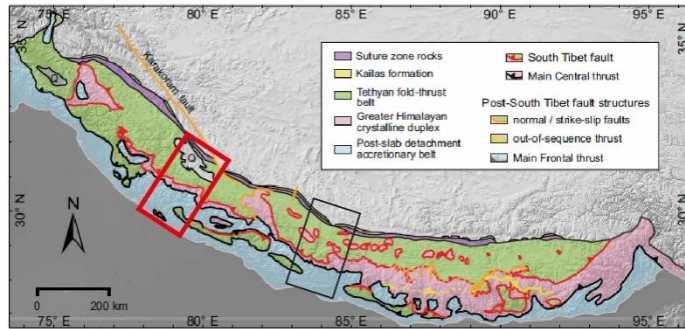 75° E
80° E
85° E
90° E
95° E
35° N
35° N
Karakoram fault
Suture zone rocks
Kailas formation
Tethyan fold-thrust
belt
Greater Himalayan
crystalline duplex
Post-slab detachment
accretionary belt
South Tibet fault
Main Central thrust
Post-South Tibet fault structures
normal / strike-slip faults
out-of-sequence thrust
Main Frontal thrust
30° N
30° N
N
0
200 km
75° E
80° E
85° E
90° E
95° E